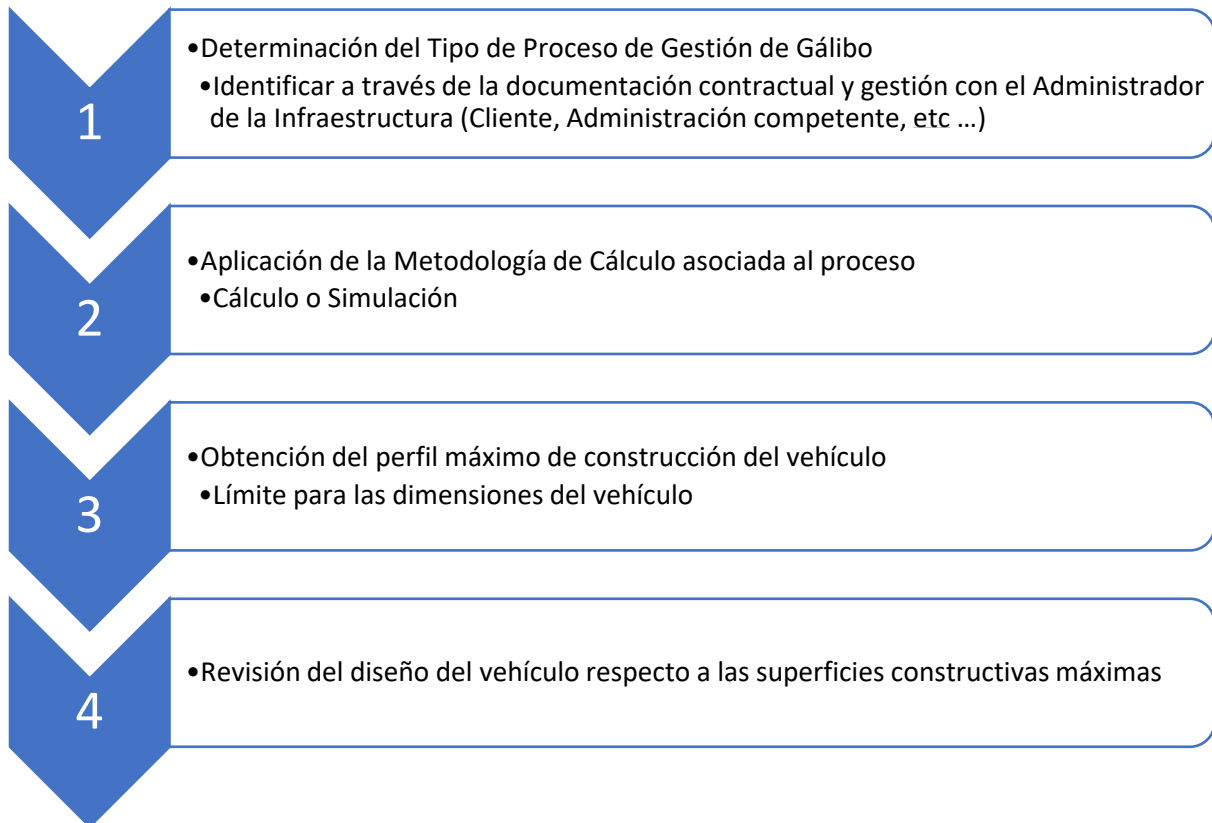 1
•Determinación del Tipo de Proceso de Gestión de Gálibo
•Identificar a través de la documentación contractual y gestión con el Administrador
de la Infraestructura (Cliente, Administración competente, etc …)
2
•Aplicación de la Metodología de Cálculo asociada al proceso
•Cálculo o Simulación
3
•Obtención del perfil máximo de construcción del vehículo
•Límite para las dimensiones del vehículo
4
•Revisión del diseño del vehículo respecto a las superficies constructivas máximas